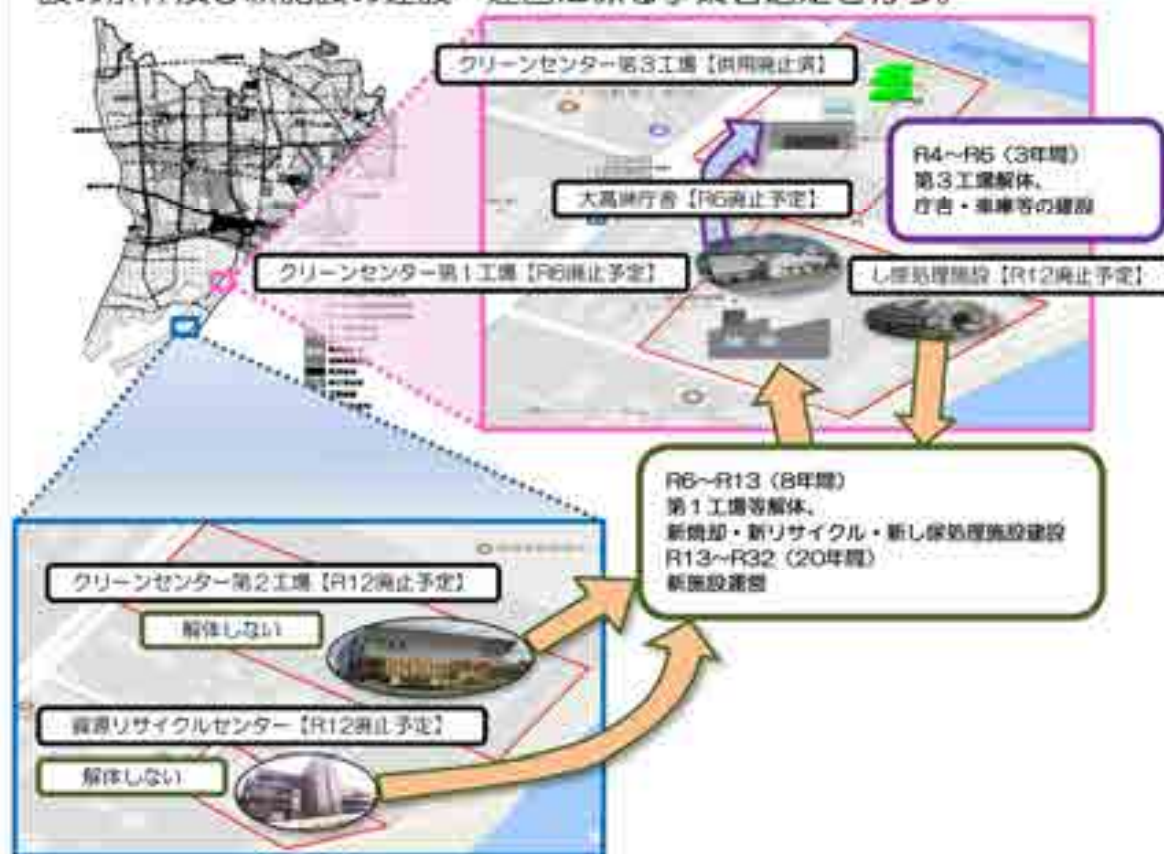 クリーンセンター第3工場【供用廃止済】
R4~R6（3年間）
第3工場解体、
庁舎・車庫等の建設
大高洲庁舎【R6廃止予定】
クリーンセンター第1工場【R6廃止予定】
し尿処理施設【R12廃止予定】
R6~R13（8年間）
第1工場等解体、
新焼却・新リサイクル・新し尿処理施設建設
R13~R32（20年間）
新施設運営
クリーンセンター第2工場【R12廃止予定】
解体しない
資源リサイクルセンター【R12廃止予定】
解体しない